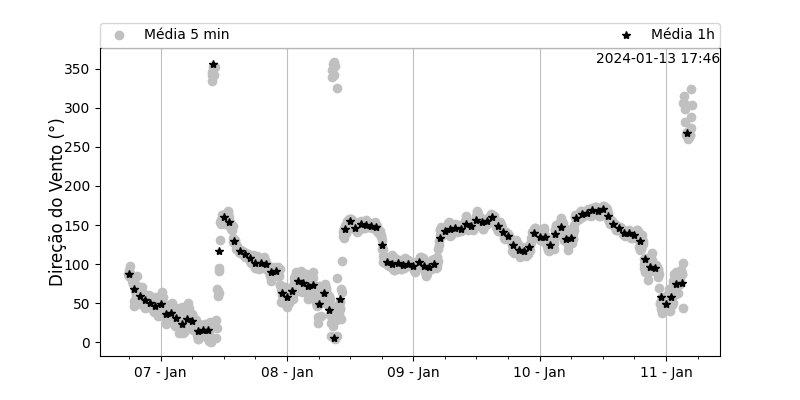 Média 5 min
Média 1h
2024-01-13 17:46
Direção do Vento (°)
350
300
250
200
150
100
50
0
07 - Jan
08 - Jan
09 - Jan
10 - Jan
11 - Jan